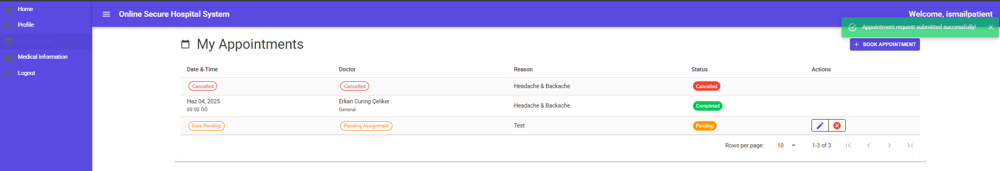 Home
Profile
Appointments
Medical Information
Logout
Online Secure Hospital System
Welcome, ismailpatient
Appointment request submitted successfully!
My Appointments
BOOK APPOINTMENT
Date & Time Doctor Reason Status Actions
Cancelled Cancelled Headache & Backache Cancelled
Haz 04, 2025 Erkan Curing Çeliker Headache & Backache Completed
09:00 ÖÖ General
Date Pending Pending Assignment Test Pending
Rows per page: 10 1-3 of 3